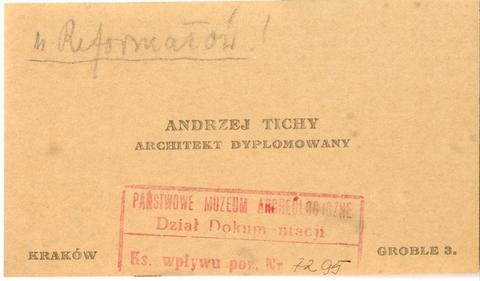 u Reformatów!
ANDRZEJ TICHY
ARCHITEKT DYPLOMOWANY
PAŃSTWOWE MUZEUM ARCHEOLOGICZNE
Dział Dokumentacji
KRAKÓW
GROBLE 3.
Ks. wpływu poz. Nr 7295